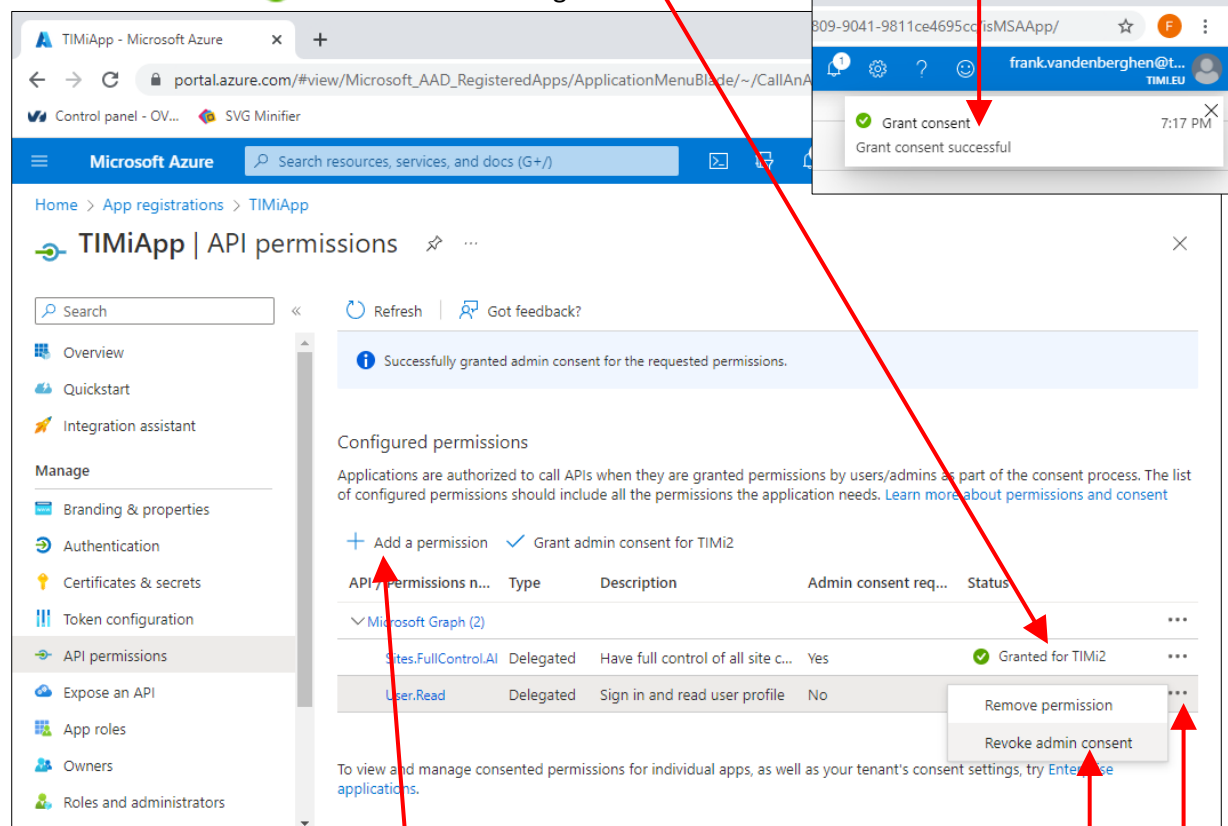 TIMiApp - Microsoft Azure
portal.azure.com/#view/Microsoft_AAD_RegisteredApps/ApplicationMenuBlade/~/CallAnA
809-9041-9811ce4695cc/isMSAApp/
F
Control panel - OV...
SVG Minifier
1
frank.vandenberghen@t...
TIMI.EU
Grant consent
7:17 PM
Grant consent successful
Microsoft Azure
Search resources, services, and docs (G+/)
Home > App registrations > TIMiApp
TIMiApp | API permissions
Search
Refresh
Got feedback?
Overview
Quickstart
Integration assistant
Manage
Branding & properties
Authentication
Certificates & secrets
Token configuration
API permissions
Expose an API
App roles
Owners
Roles and administrators
Successfully granted admin consent for the requested permissions.
Configured permissions
Applications are authorized to call APIs when they are granted permissions by users/admins as part of the consent process. The list
of configured permissions should include all the permissions the application needs. Learn more about permissions and consent
Add a permission
Grant admin consent for TIMi2
API / Permissions n... Type Description Admin consent req... Status
Microsoft Graph (2)
Sites.FullControl.Al Delegated Have full control of all site c... Yes Granted for TIMi2
User.Read Delegated Sign in and read user profile No
Remove permission
Revoke admin consent
To view and manage consented permissions for individual apps, as well as your tenant's consent settings, try Enterprise
applications.